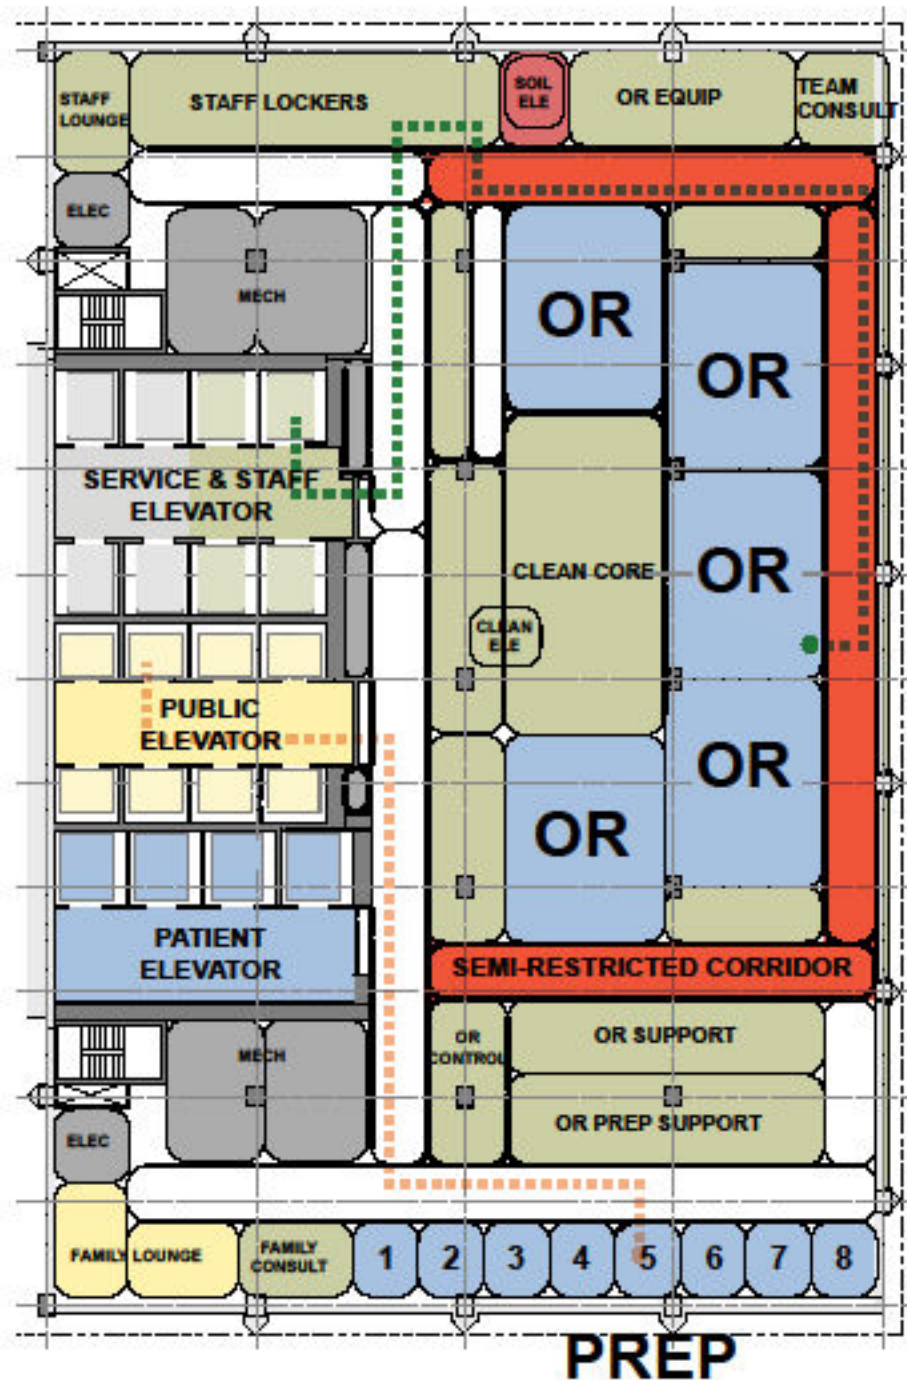 STAFF
LOUNGE
STAFF LOCKERS
SOIL
ELE
OR EQUIP
TEAM
CONSULT
ELEC
MECH
OR
OR
SERVICE & STAFF
ELEVATOR
CLEAN CORE
OR
CLEAN
ELE
PUBLIC
ELEVATOR
OR
OR
PATIENT
ELEVATOR
SEMI-RESTRICTED CORRIDOR
MECH
OR
CONTROL
OR SUPPORT
OR PREP SUPPORT
ELEC
FAMILY LOUNGE
FAMILY
CONSULT
1 2 3 4 5 6 7 8
PREP